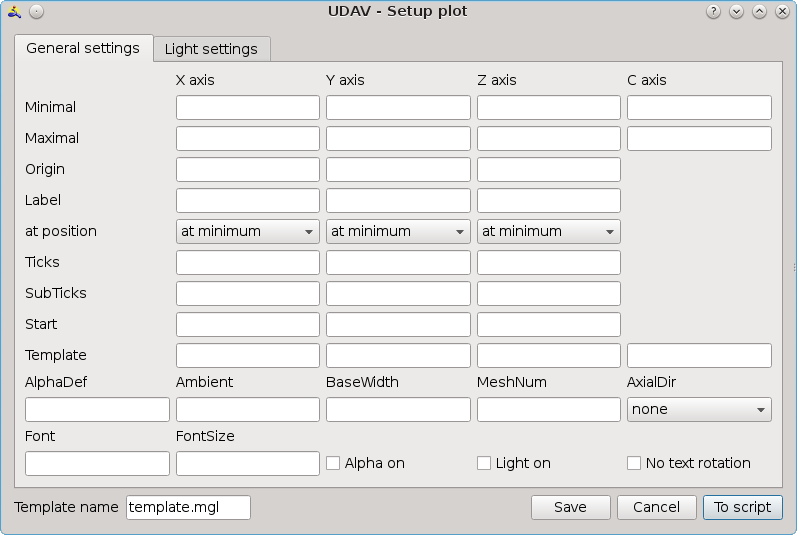 UDAV - Setup plot
General settings Light settings
X axis Y axis Z axis C axis
Minimal
Maximal
Origin
Label
at position at minimum at minimum at minimum
Ticks
SubTicks
Start
Template
AlphaDef Ambient BaseWidth MeshNum AxialDir
none
Font FontSize
Alpha on Light on No text rotation
Template name template.mgl Save Cancel To script